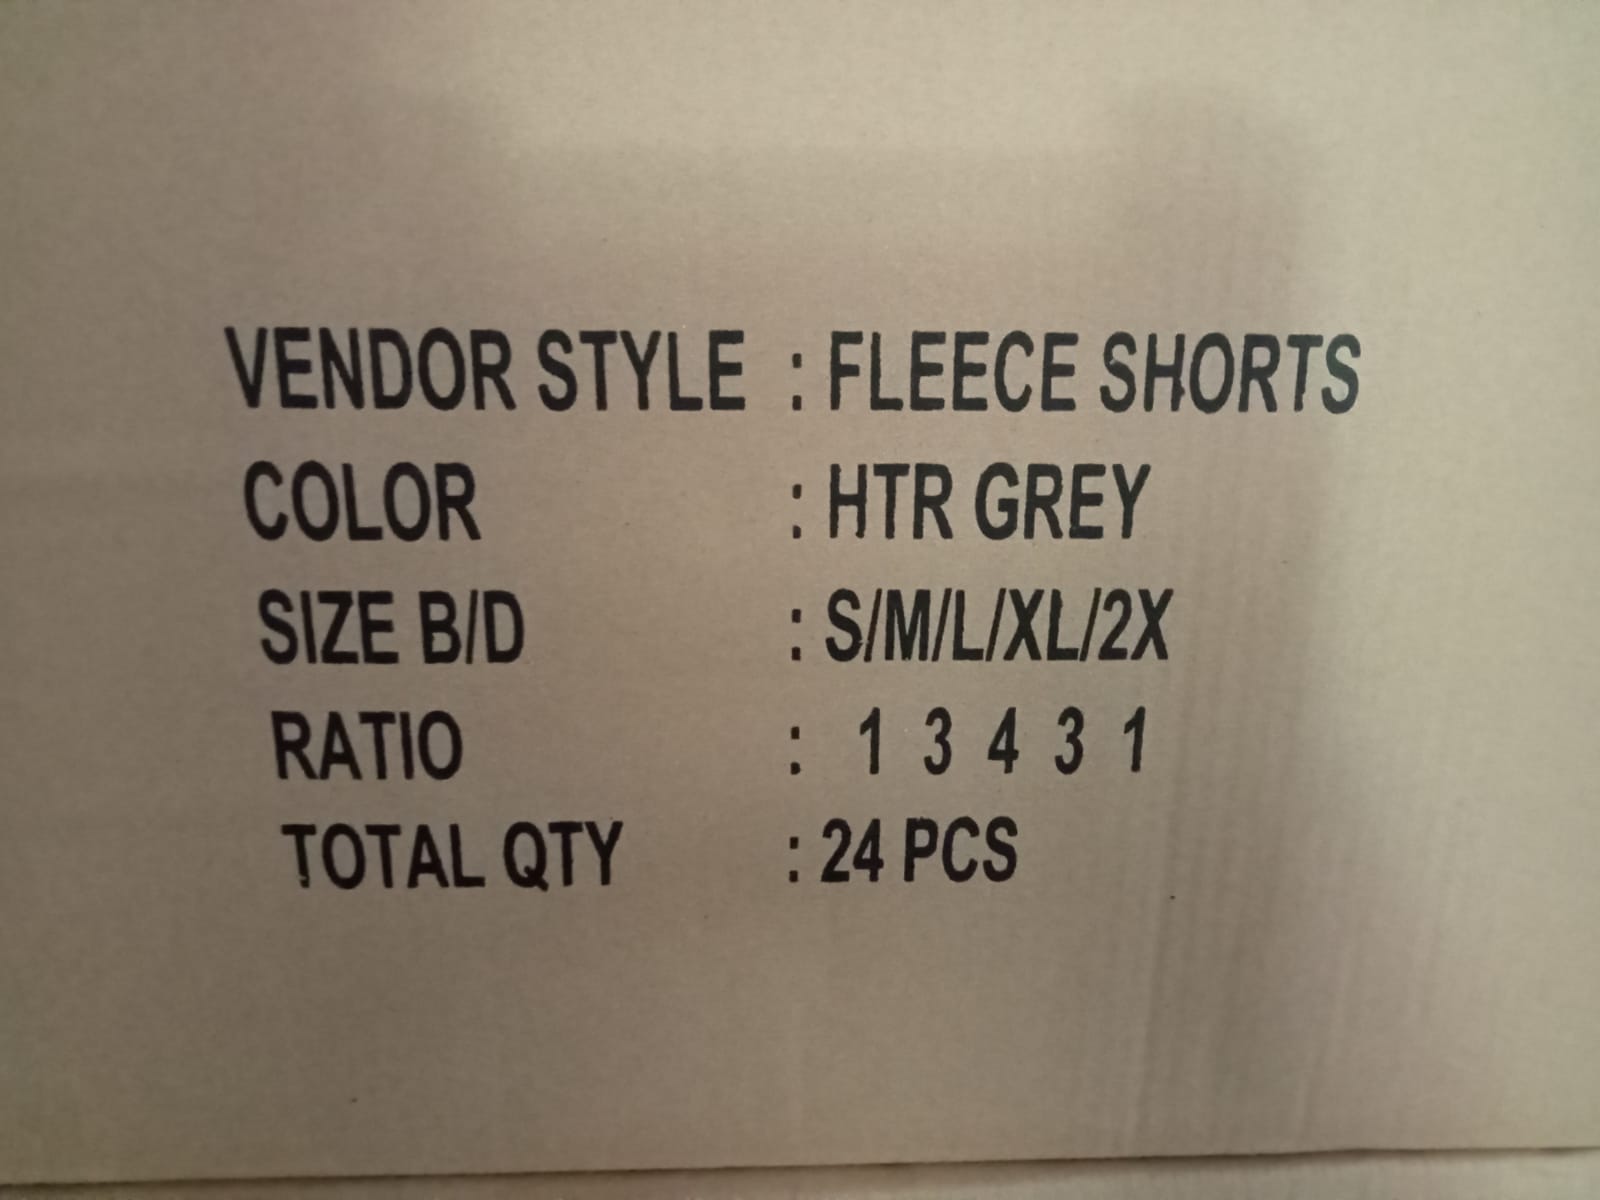 VENDOR STYLE : FLEECE SHORTS
COLOR : HTR GREY
SIZE B/D : S/M/L/XL/2X
RATIO : 1 3 4 3 1
TOTAL QTY : 24 PCS